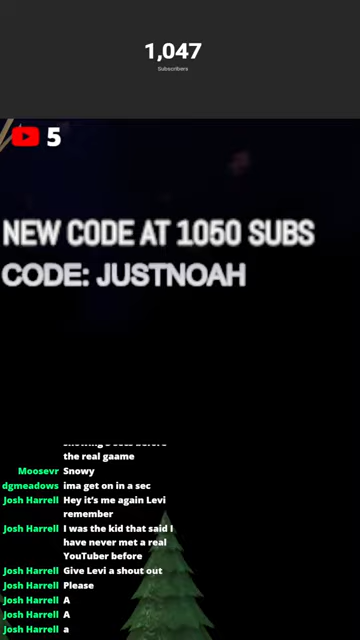 1,047
Subscribers
5
NEW CODE AT 1050 SUBS
CODE: JUSTNOAH
the real gaame
Moosevr Snowy
dgmeadows ima get on in a sec
Josh Harrell Hey it's me again Levi
remember
Josh Harrell I was the kid that said I
have never met a real
YouTuber before
Josh Harrell Give Levi a shout out
Josh Harrell Please
Josh Harrell A
Josh Harrell A
Josh Harrell a